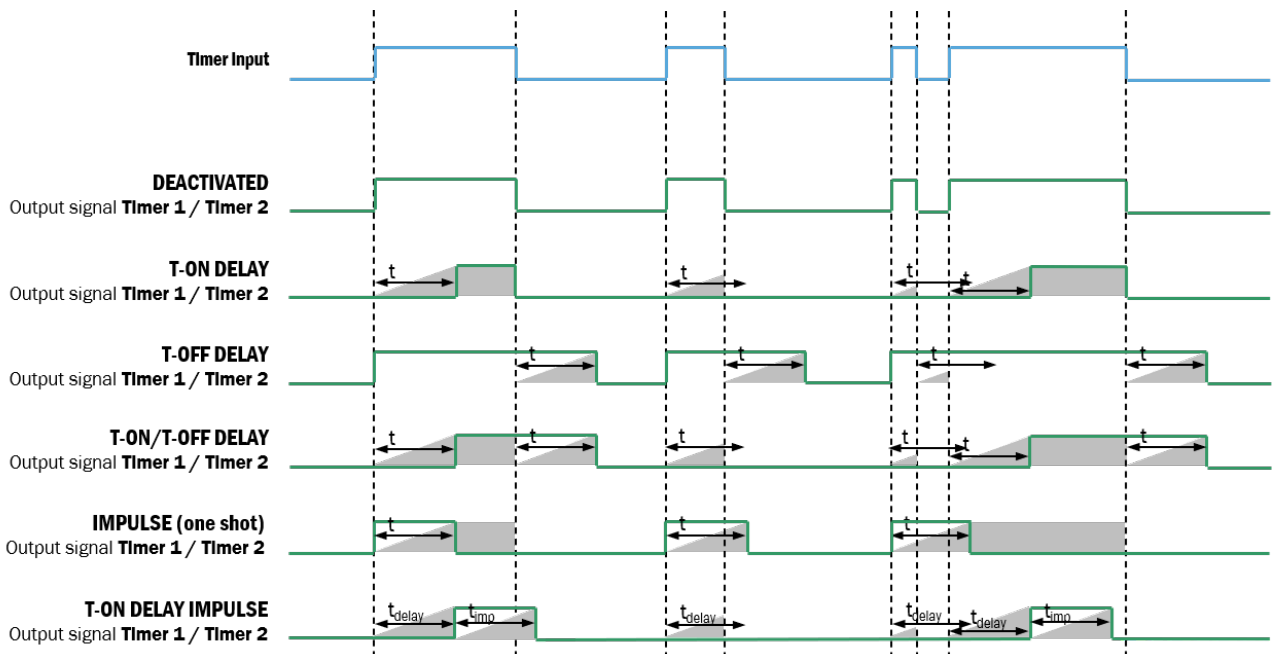 Timer Input
DEACTIVATED
Output signal Timer 1 / Timer 2
T-ON DELAY
Output signal Timer 1 / Timer 2
t
t
t
t
T-OFF DELAY
Output signal Timer 1 / Timer 2
t
t
t
t
T-ON/T-OFF DELAY
Output signal Timer 1 / Timer 2
t
t
t
t
t
t
IMPULSE (one shot)
Output signal Timer 1 / Timer 2
t
t
t
T-ON DELAY IMPULSE
Output signal Timer 1 / Timer 2
tdelay
timp
tdelay
tdelay
tdelay
timp